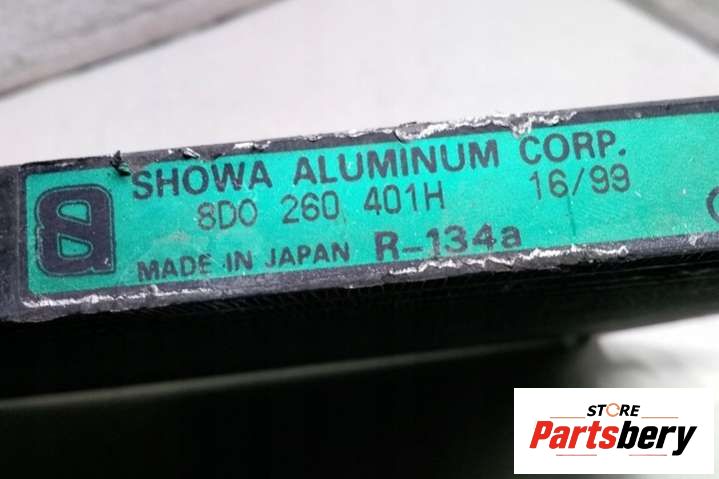 SHOWA ALUMINUM CORP.
8D0 260 401H 16/99
MADE IN JAPAN R-134a
STORE
Partsbery